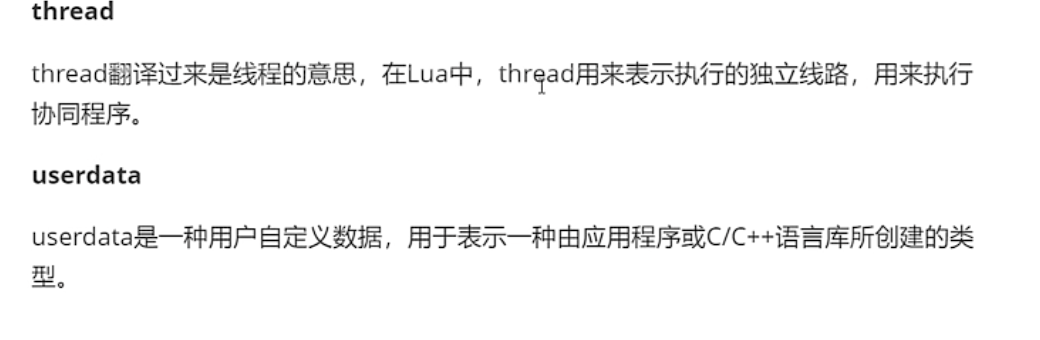 thread
thread翻译过来是线程的意思，在Lua中，thread用来表示执行的独立线路，用来执行
协同程序。
userdata
userdata是一种用户自定义数据，用于表示一种由应用程序或C/C++语言库所创建的类
型。